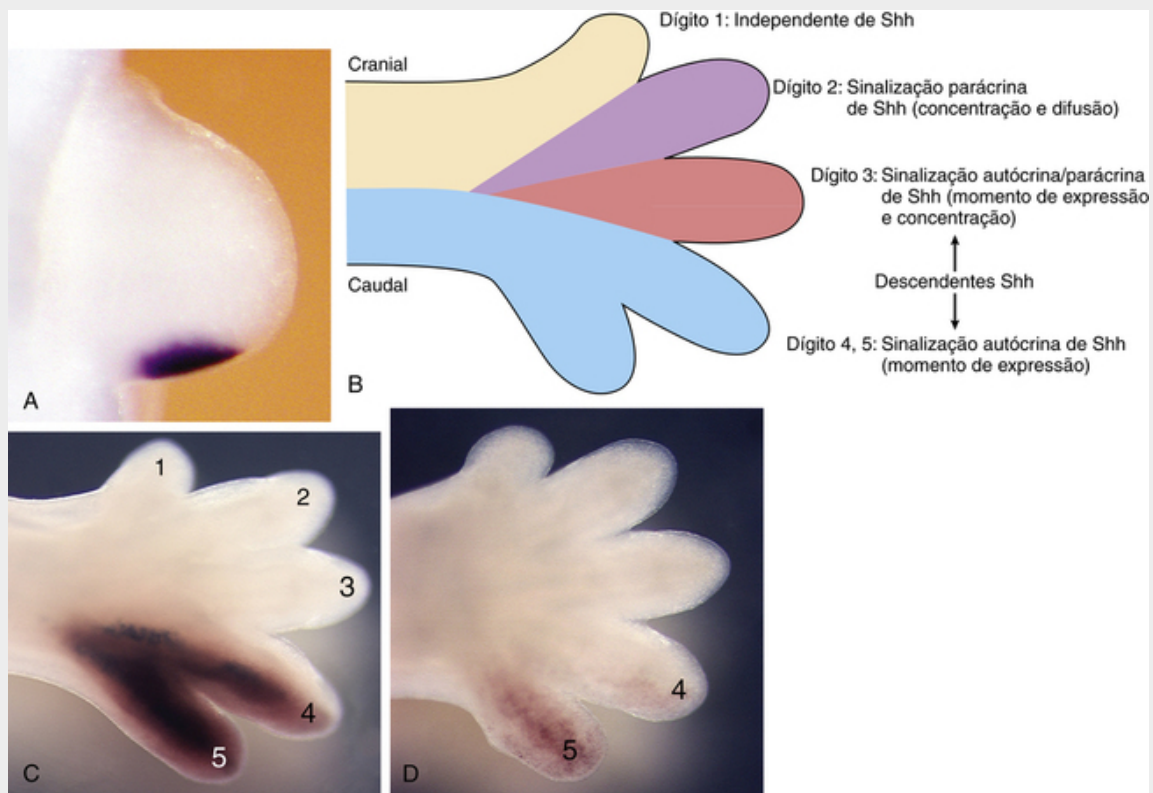 Dígito 1: Independente de Shh
Cranial
Dígito 2: Sinalização parácrina
de Shh (concentração e difusão)
Dígito 3: Sinalização autócrina/parácrina
de Shh (momento de expressão
e concentração)
Descendentes Shh
Caudal
Dígito 4, 5: Sinalização autócrina de Shh
(momento de expressão)
A
B
1
2
3
4
5
C
4
5
D